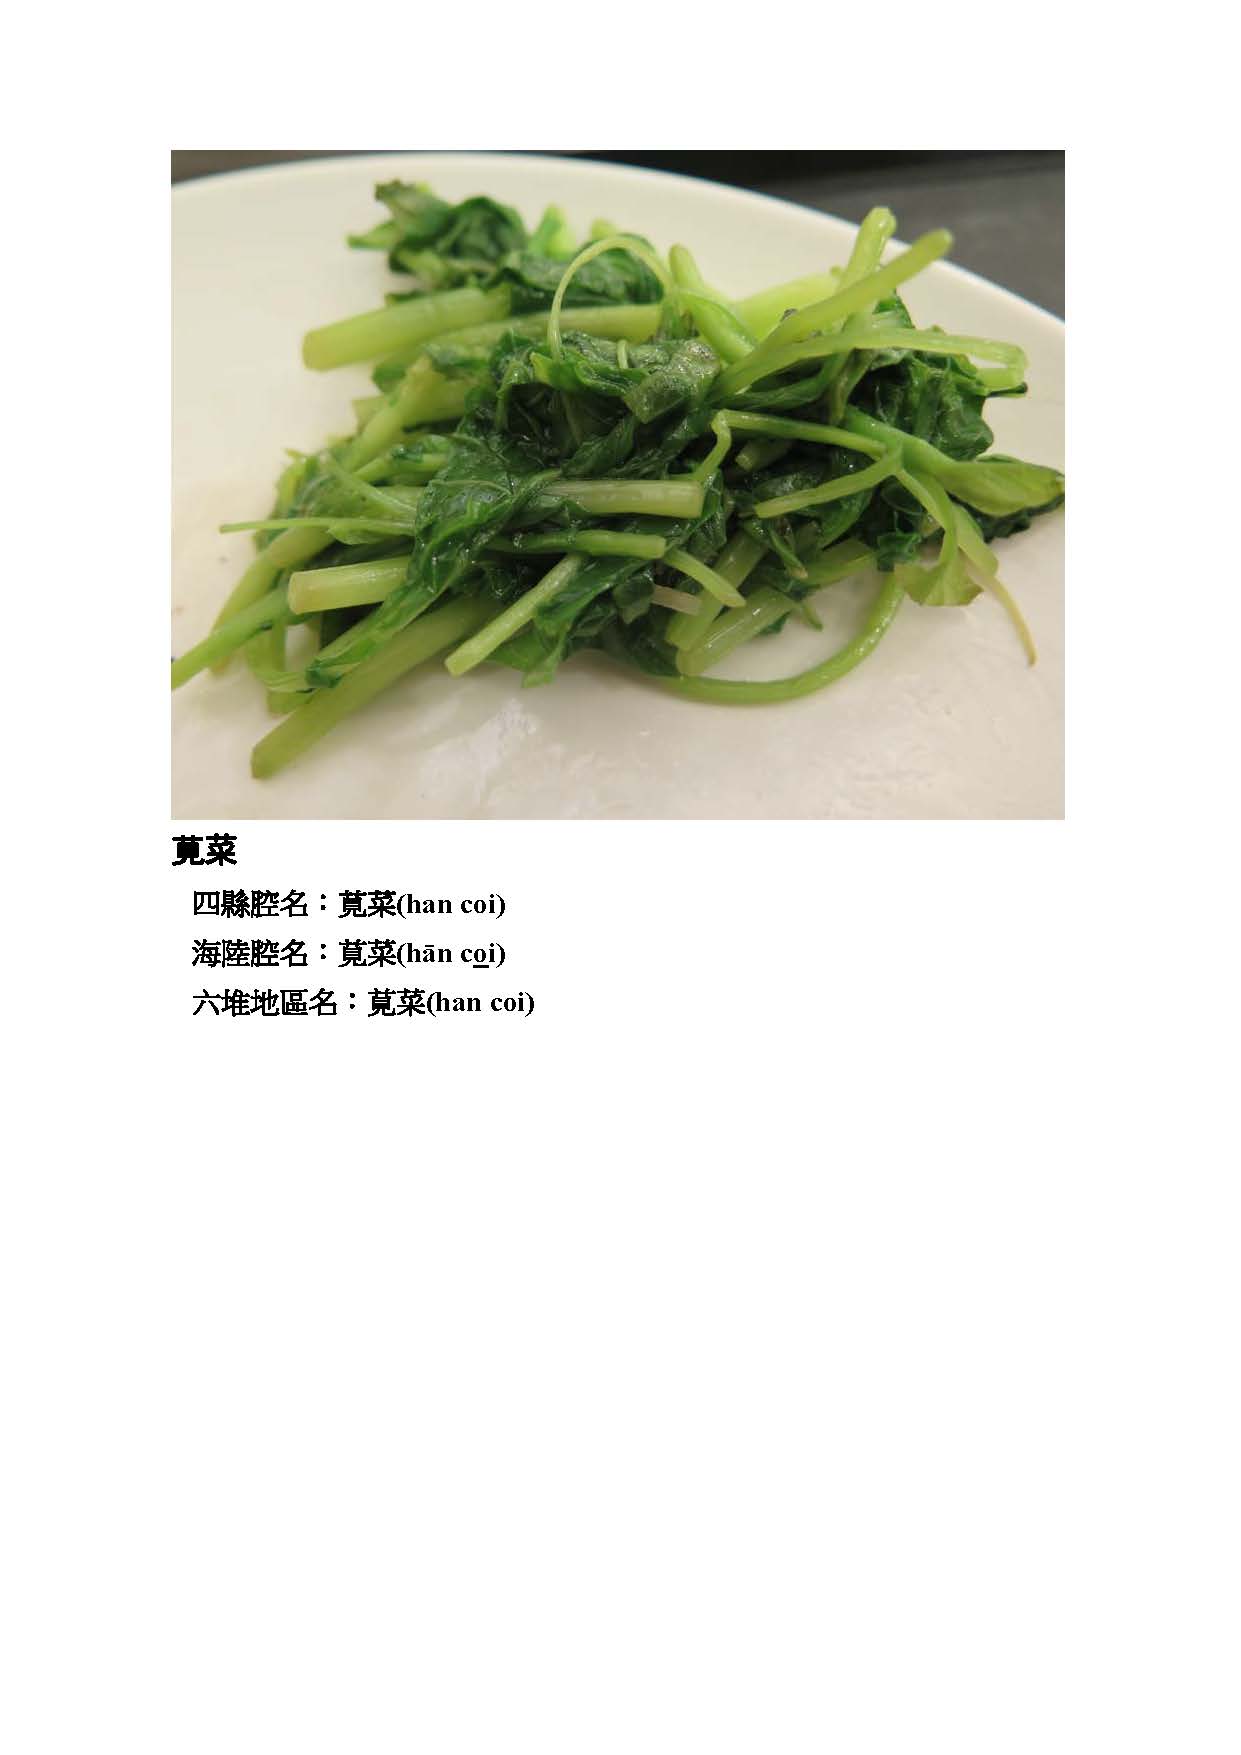 莧菜
四縣腔名：莧菜(han coi)
海陸腔名：莧菜(hān co̲i)
六堆地區名：莧菜(han coi)